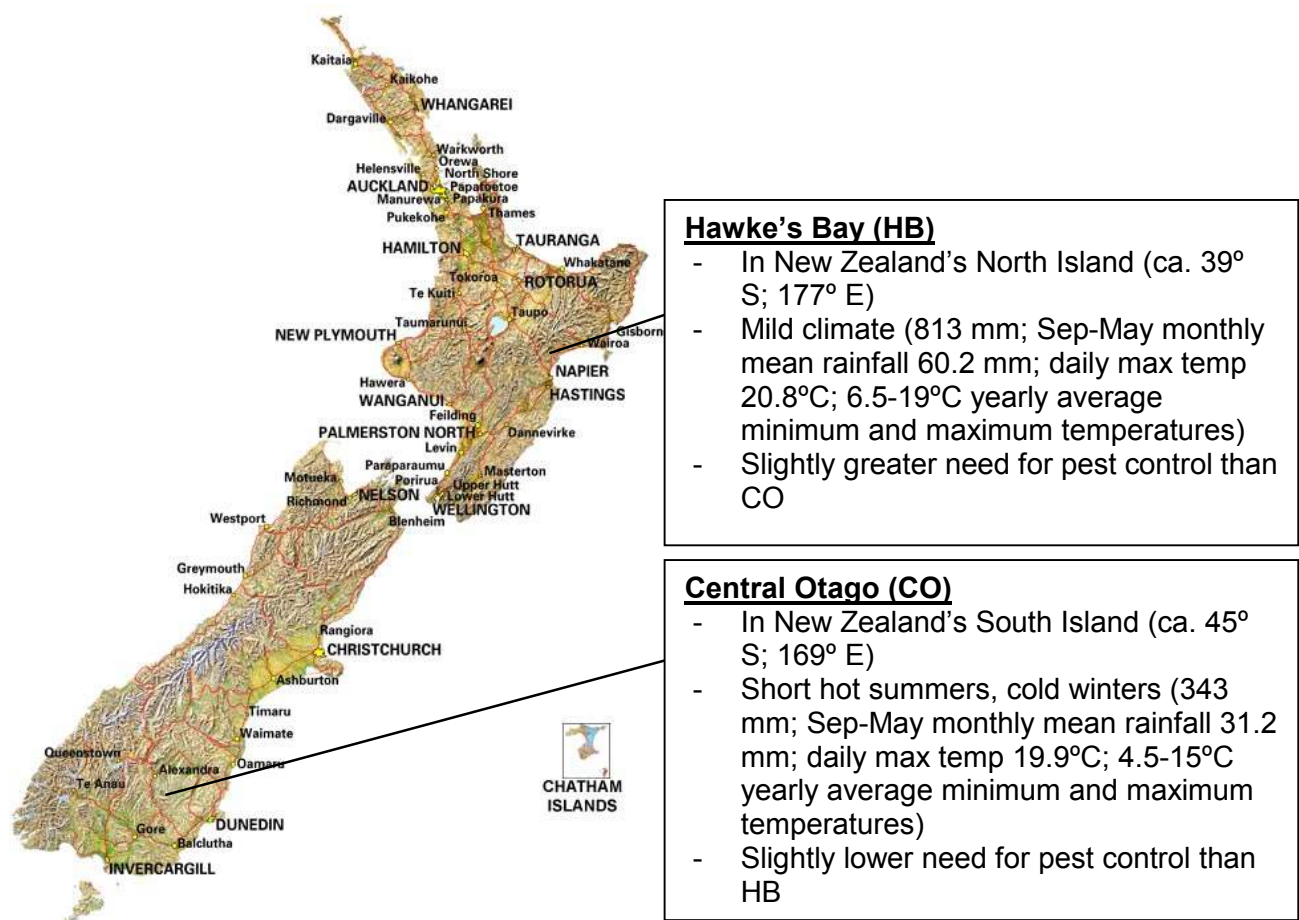 Kaitaia
Kaikohe
WHANGAREI
Dargaville
Warkworth
Orewa
Helensville
North Shore
AUCKLAND
Papatoetoe
Manurewa
Papakura
Pukekohe
Thames
HAMILTON
TAURANGA
Whakatane
Tokoroa
ROTORUA
Te Kuiti
Taupo
Taumarunui
NEW PLYMOUTH
Gisborn
Wairoa
NAPIER
Hawera
HASTINGS
WANGANUI
Feilding
PALMERSTON NORTH
Dannevirke
Levin
Paraparaumu
Masterton
Porirua
Upper Hutt
Lower Hutt
WELLINGTON
Motueka
NELSON
Richmond
Blenheim
Westport
Greymouth
Hokitika
Rangiora
CHRISTCHURCH
Ashburton
Timaru
Waimate
Queenstown
Oamaru
Alexandra
Te Anau
CHATHAM
ISLANDS
DUNEDIN
Gore
Balclutha
INVERCARGILL
Hawke's Bay (HB)
- In New Zealand's North Island (ca. 39º
S; 177º E)
- Mild climate (813 mm; Sep-May monthly
mean rainfall 60.2 mm; daily max temp
20.8ºC; 6.5-19ºC yearly average
minimum and maximum temperatures)
- Slightly greater need for pest control than
CO
Central Otago (CO)
- In New Zealand's South Island (ca. 45º
S; 169º E)
- Short hot summers, cold winters (343
mm; Sep-May monthly mean rainfall 31.2
mm; daily max temp 19.9ºC; 4.5-15ºC
yearly average minimum and maximum
temperatures)
- Slightly lower need for pest control than
HB